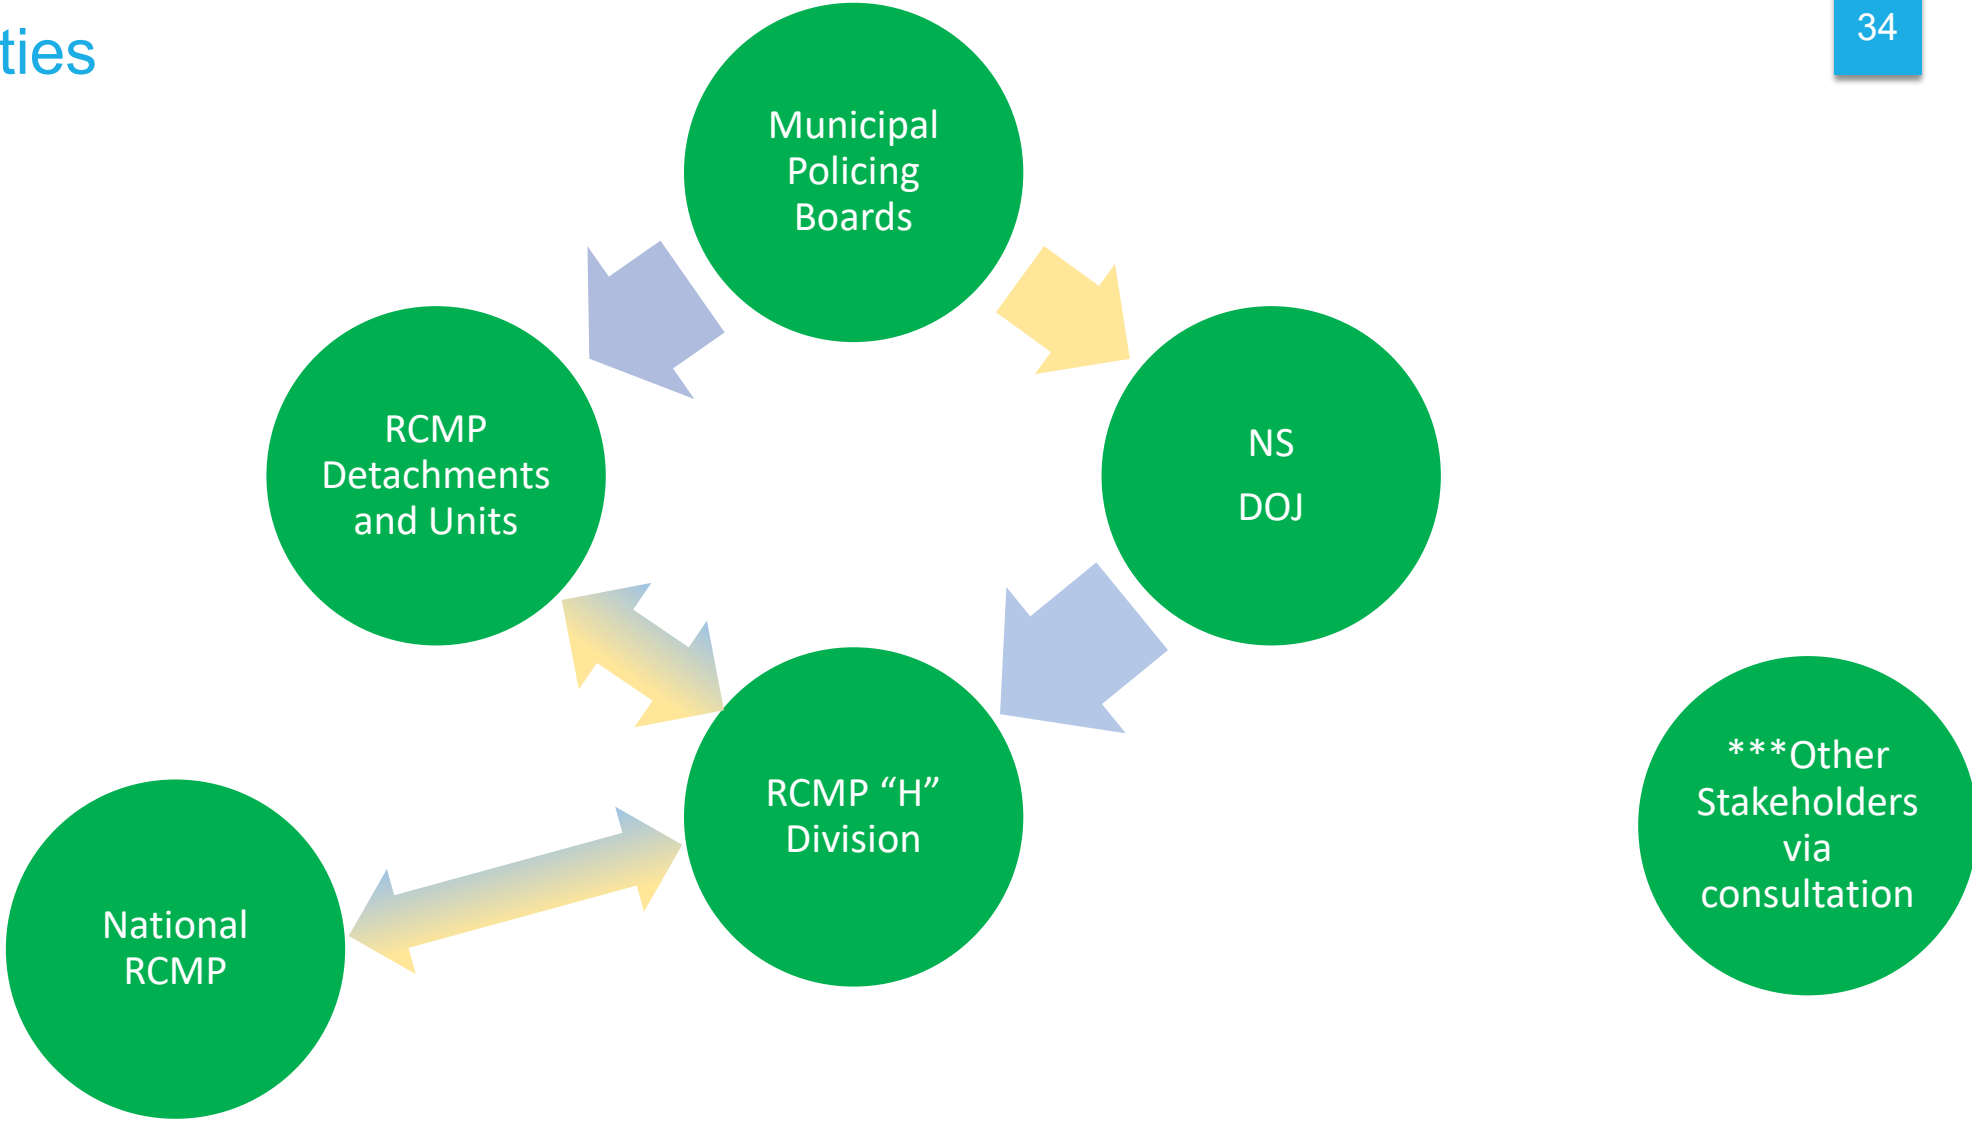 ties
34
Municipal
Policing
Boards
RCMP
Detachments
and Units
NS
DOJ
RCMP “H”
Division
***Other
Stakeholders
via
consultation
National
RCMP